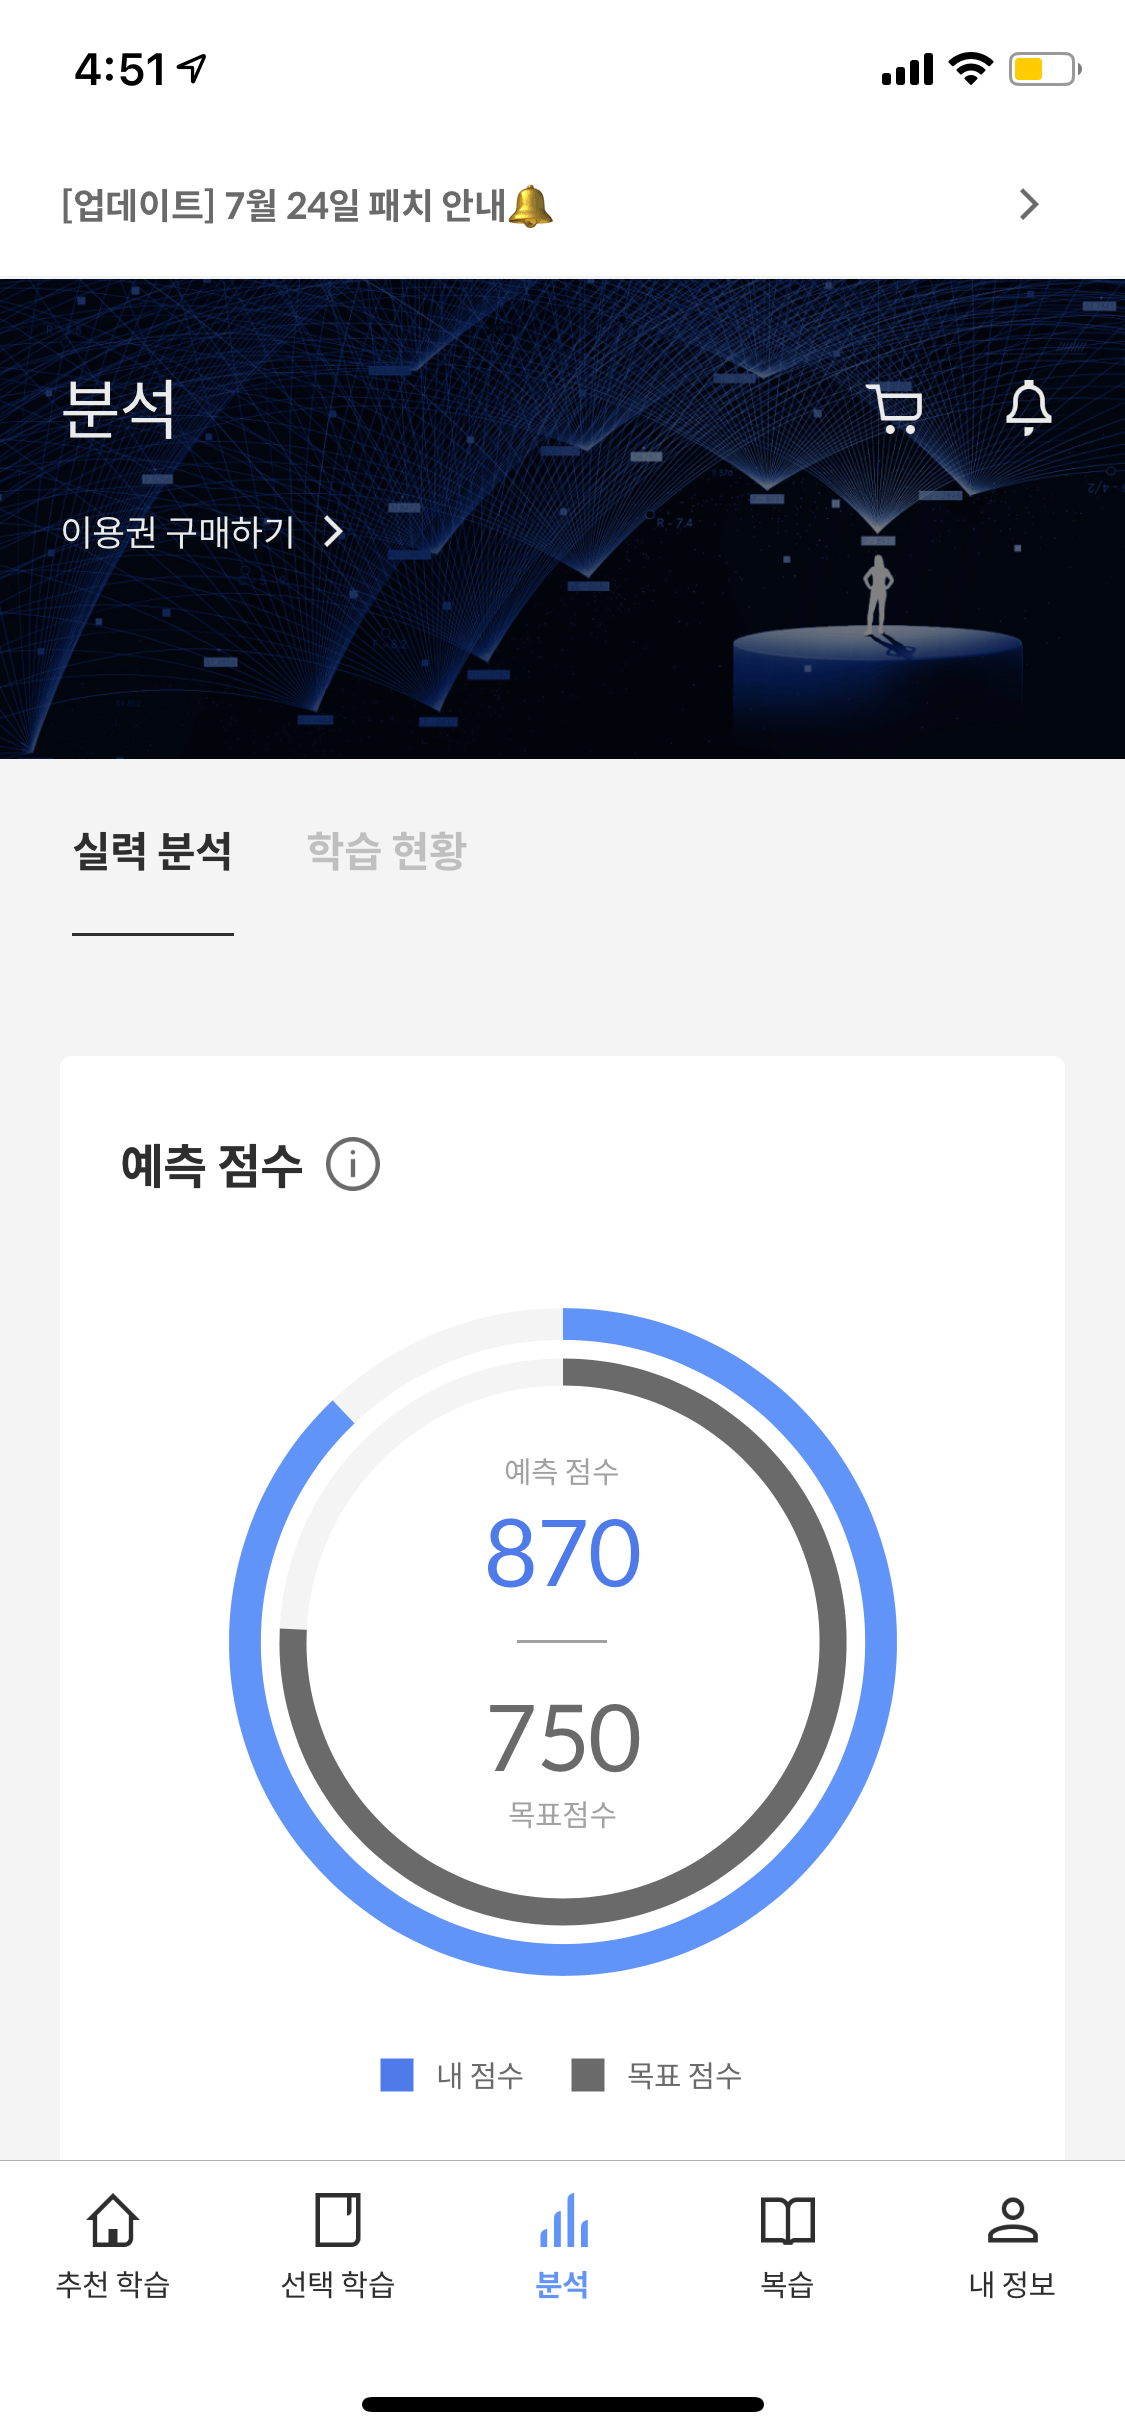 4:51
[업데이트] 7월 24일 패치 안내🔔
분석
이용권 구매하기
R - 7.4
실력 분석 학습 현황
예측 점수
예측 점수
870
750
목표점수
내 점수 목표 점수
추천 학습 선택 학습 분석 복습 내 정보